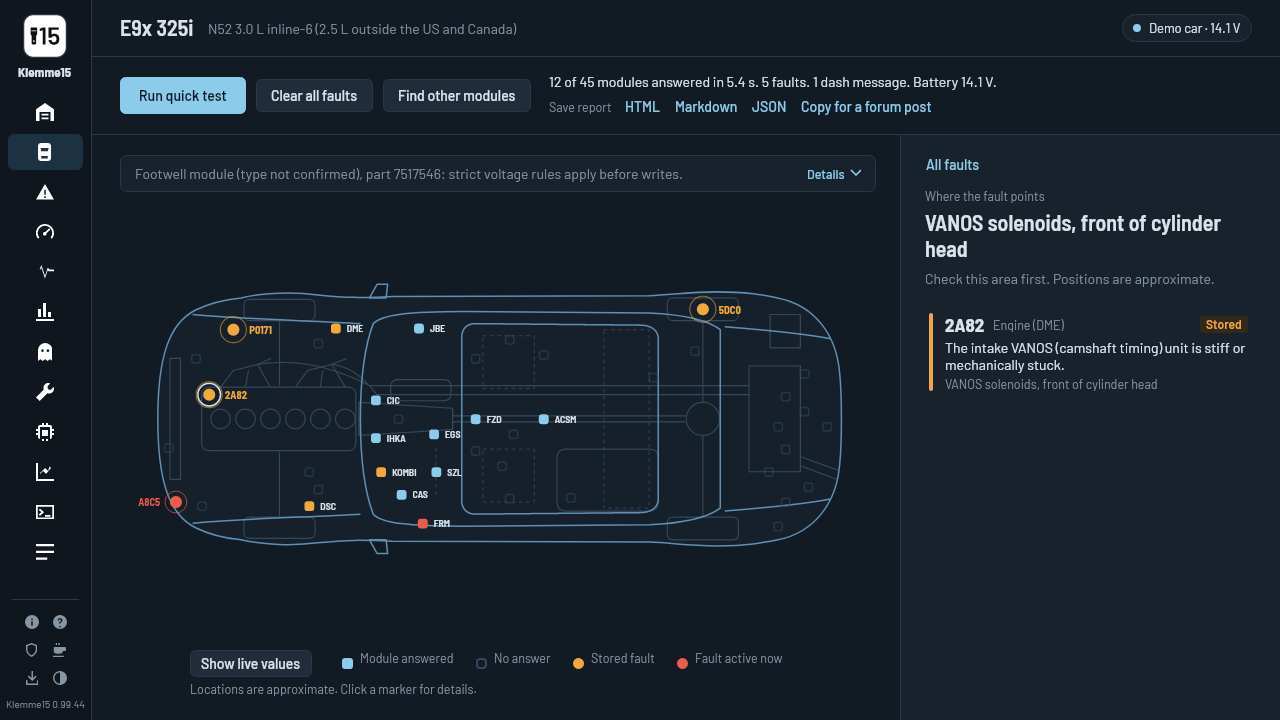 15
Klemme15
E9x 325i
N52 3.0 L inline-6 (2.5 L outside the US and Canada)
Demo car · 14.1 V
Run quick test
Clear all faults
Find other modules
12 of 45 modules answered in 5.4 s. 5 faults. 1 dash message. Battery 14.1 V.
Save report HTML Markdown JSON Copy for a forum post
Footwell module (type not confirmed), part 7517546: strict voltage rules apply before writes.
Details
P0171
DME
JBE
5DC0
2A82
CIC
FZD
ACSM
IHKA
EGS
KOMBI
SZL
CAS
A8C5
DSC
FRM
Show live values
Module answered
No answer
Stored fault
Fault active now
Locations are approximate. Click a marker for details.
All faults
Where the fault points
VANOS solenoids, front of cylinder
head
Check this area first. Positions are approximate.
2A82 Engine (DME) Stored
The intake VANOS (camshaft timing) unit is stiff or
mechanically stuck.
VANOS solenoids, front of cylinder head
Klemme15 0.99.44